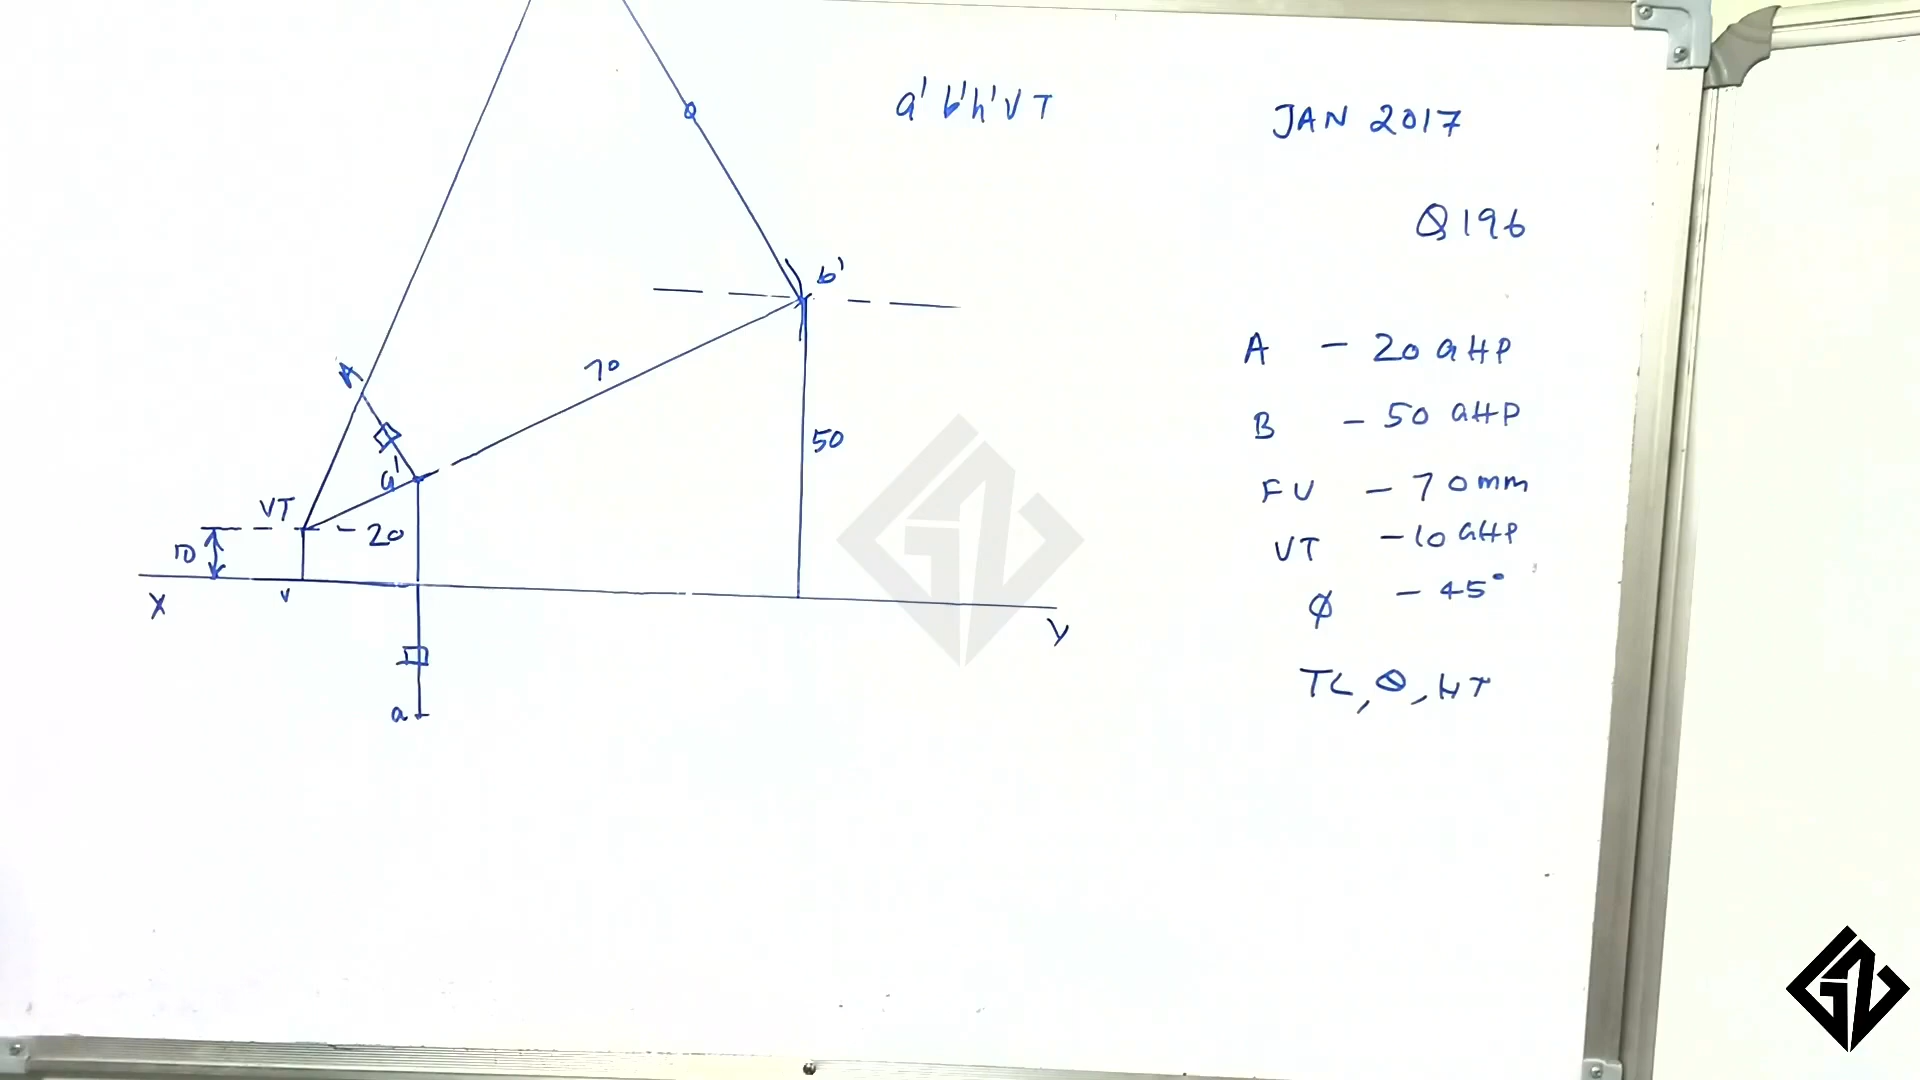 a' b' h' VT
JAN 2017
Q196
b'
A
70
A - 20 aHP
B - 50 aHP
50
a'
FV - 70mm
VT
VT - 10 aHP
20
10
φ - 45°
X
v
Y
TL, θ, HT
a